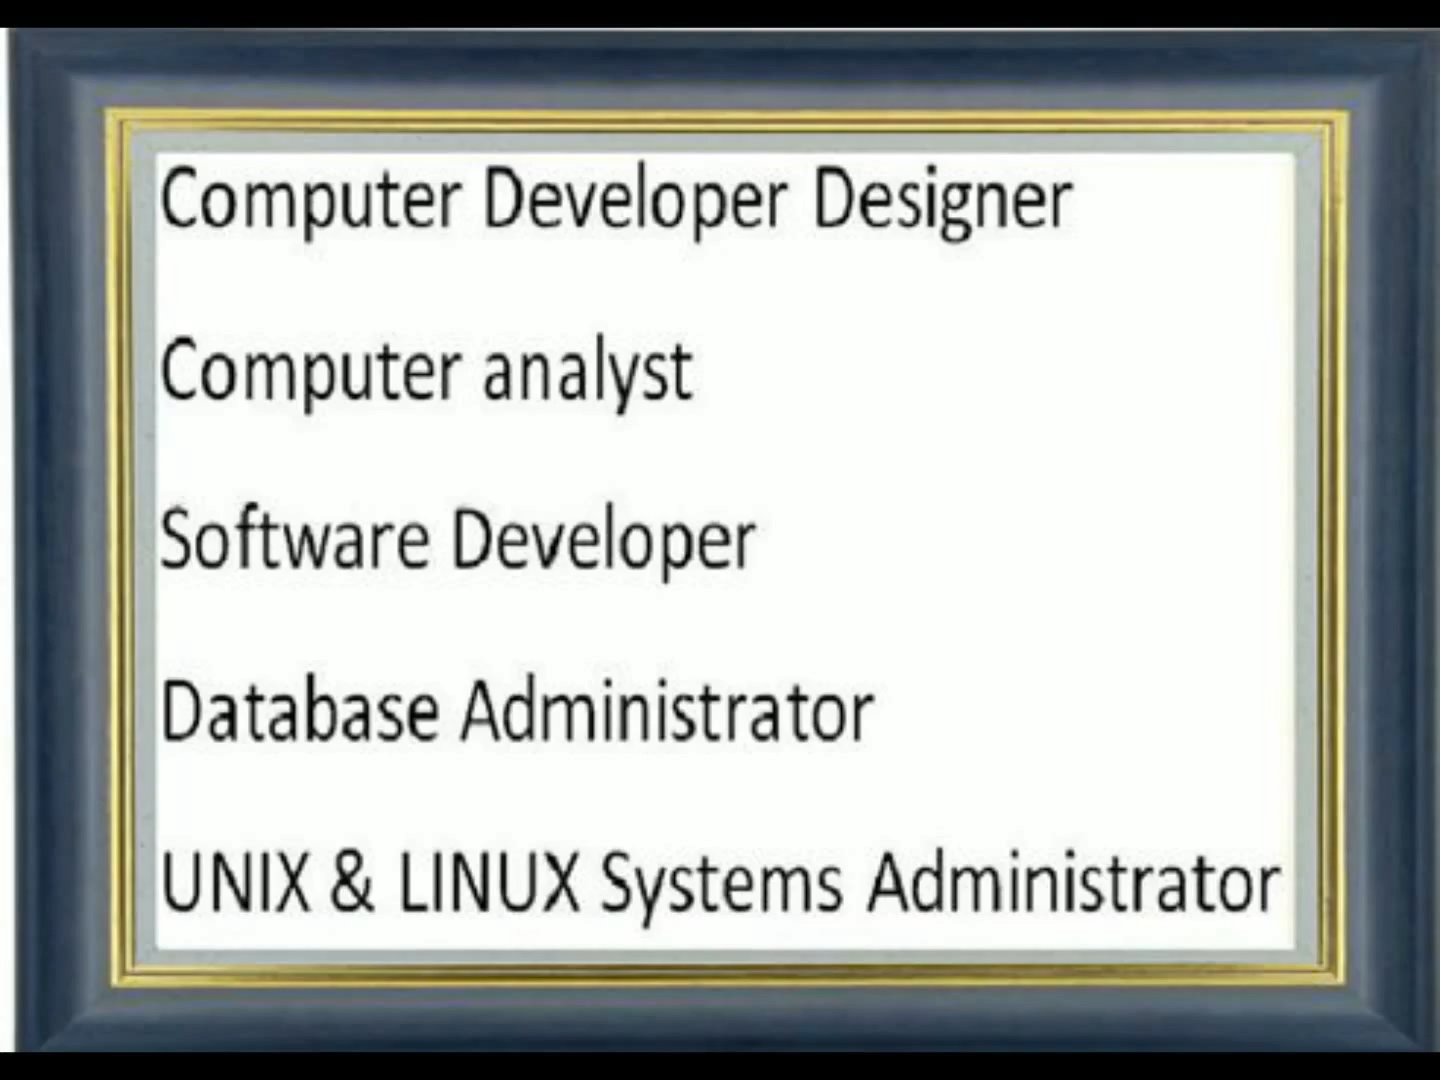 Computer Developer Designer
Computer analyst
Software Developer
Database Administrator
UNIX & LINUX Systems Administrator